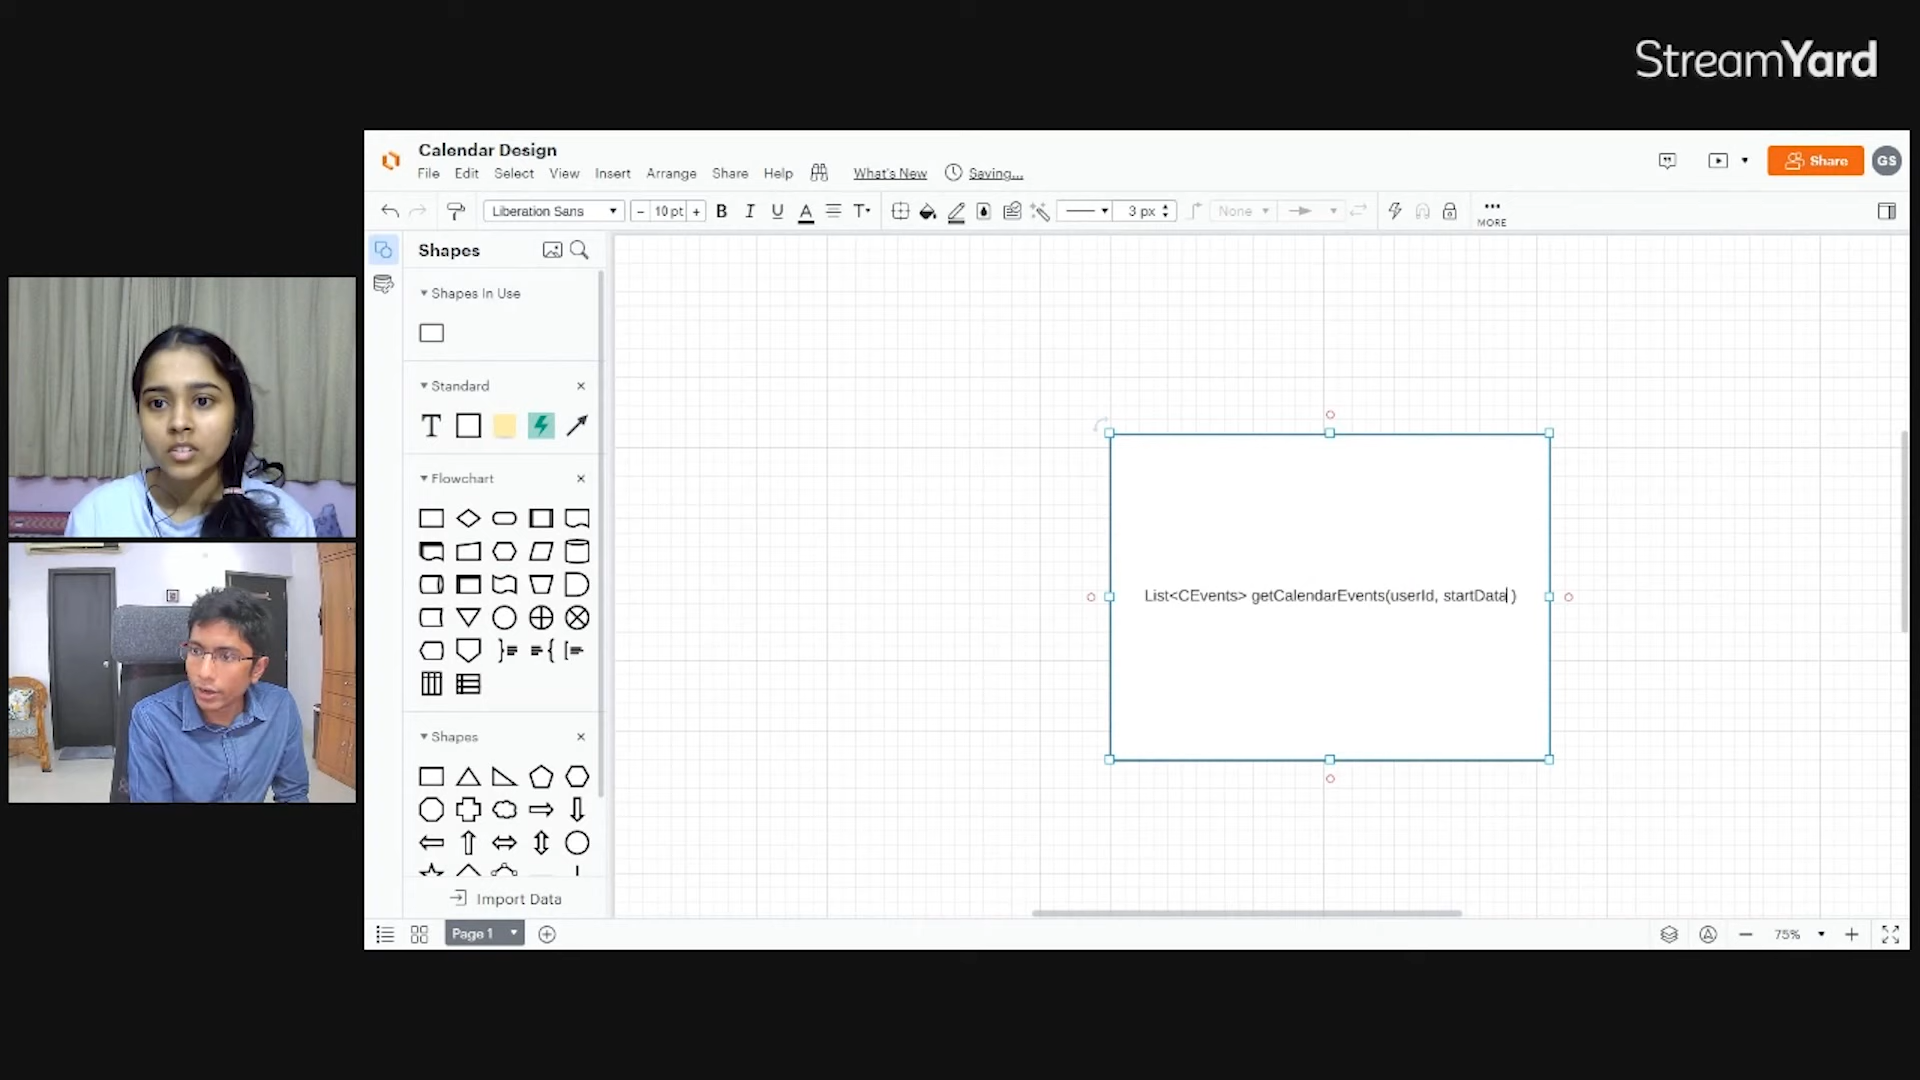 StreamYard
Calendar Design
File Edit Select View Insert Arrange Share Help What's New Saving...
Share GS
Liberation Sans − 10 pt + B I U A T 3 px None MORE
Shapes
Shapes In Use
Standard
T
Flowchart
Shapes
Import Data
List<CEvents> getCalendarEvents(userId, startData )
Page 1
75%